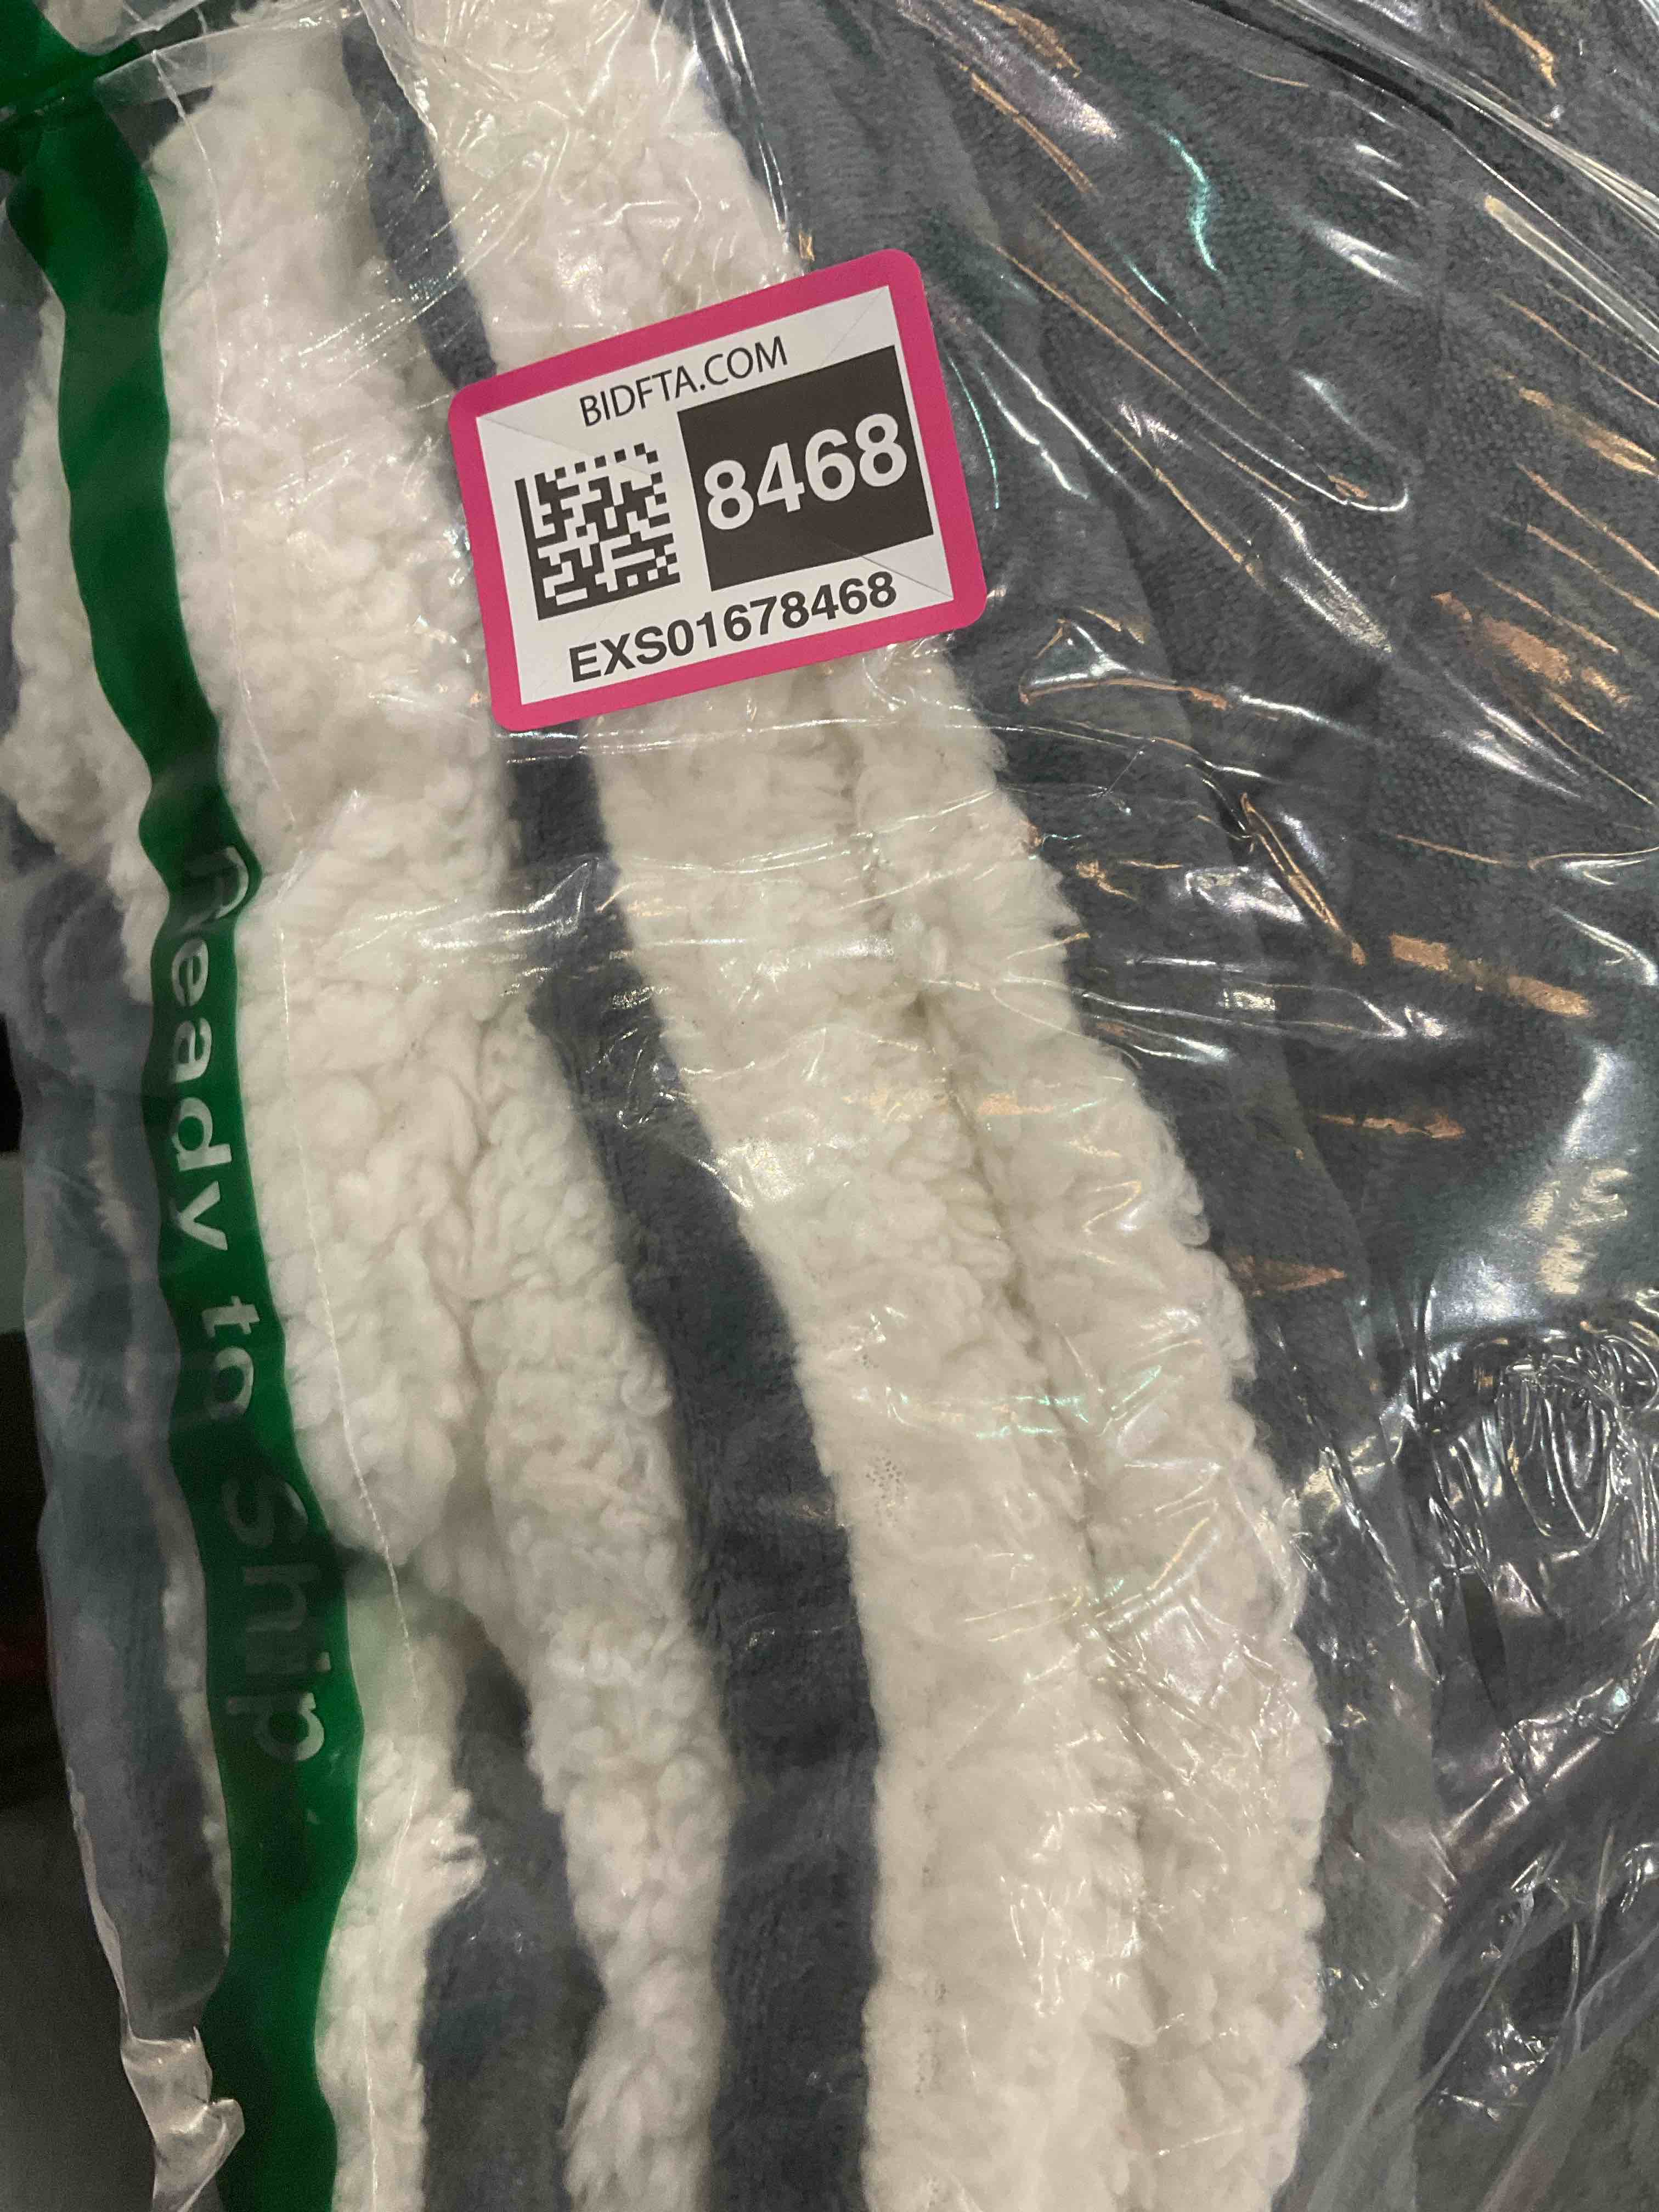 BIDFTA.COM
8468
EXS01678468
Ready to Ship